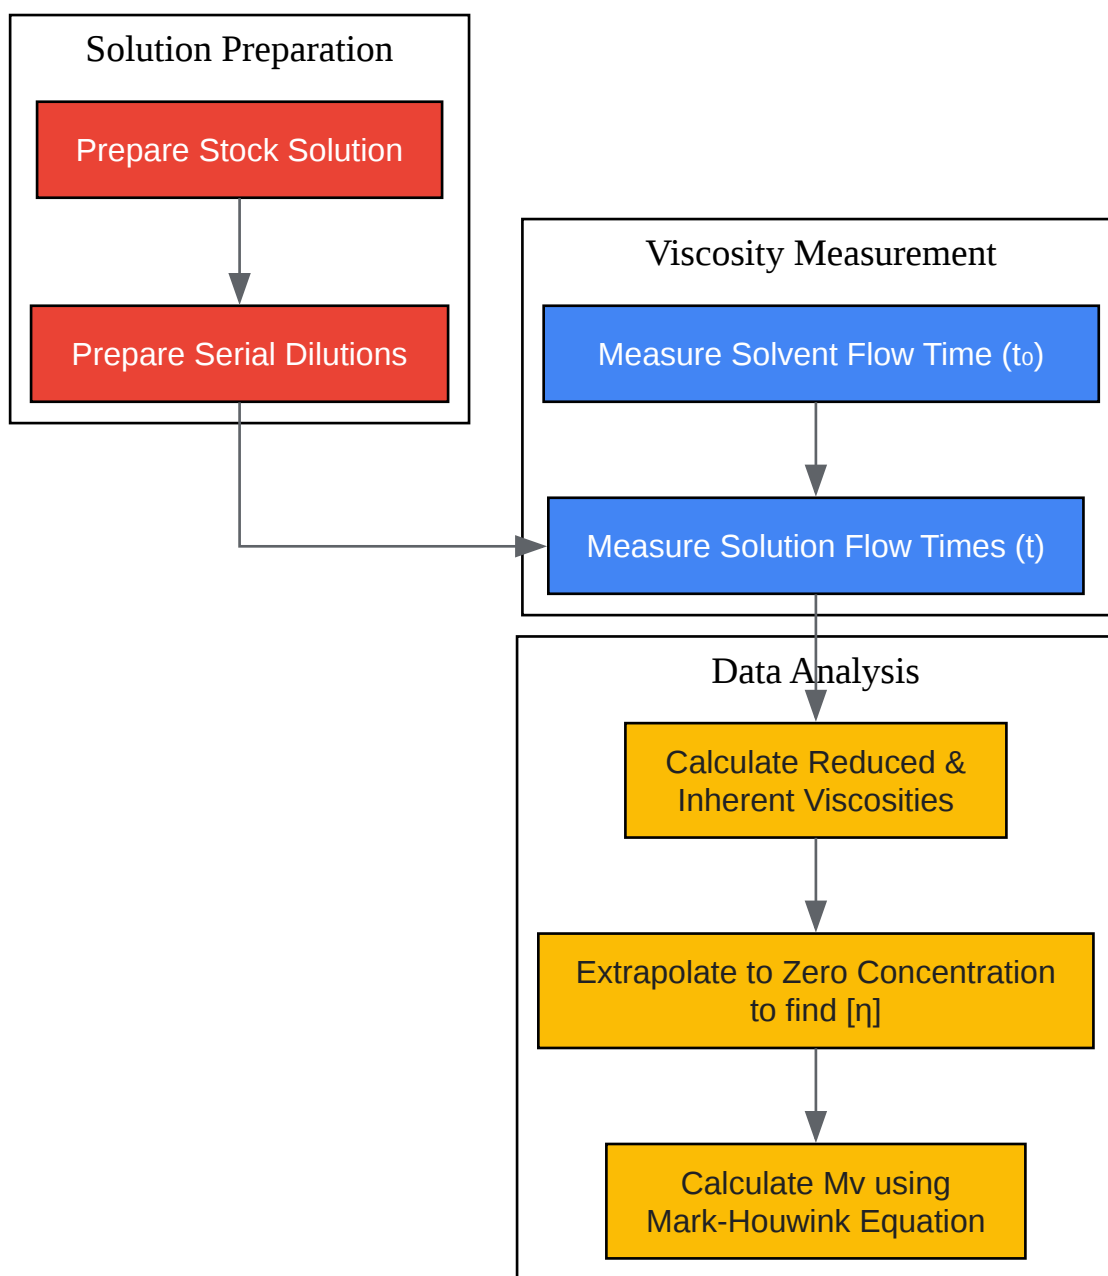 Solution Preparation
Prepare Stock Solution
Prepare Serial Dilutions
Viscosity Measurement
Measure Solvent Flow Time (t₀)
Measure Solution Flow Times (t)
Data Analysis
Calculate Reduced &
Inherent Viscosities
Extrapolate to Zero Concentration
to find [η]
Calculate Mv using
Mark-Houwink Equation